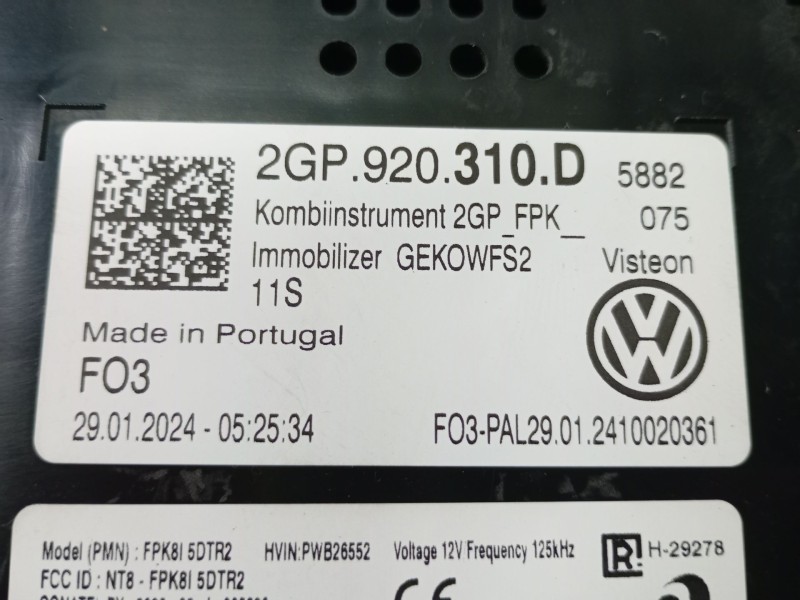 2GP.920.310.D 5882
Kombiinstrument 2GP_FPK__ 075
Immobilizer GEKOWFS2 Visteon
11S
Made in Portugal
FO3
29.01.2024 - 05:25:34 FO3-PAL29.01.2410020361
Model (PMN) : FPK8I 5DTR2 HVIN:PWB26552 Voltage 12V Frequency 125kHz R H-29278
FCC ID : NT8 - FPK8I 5DTR2 CE